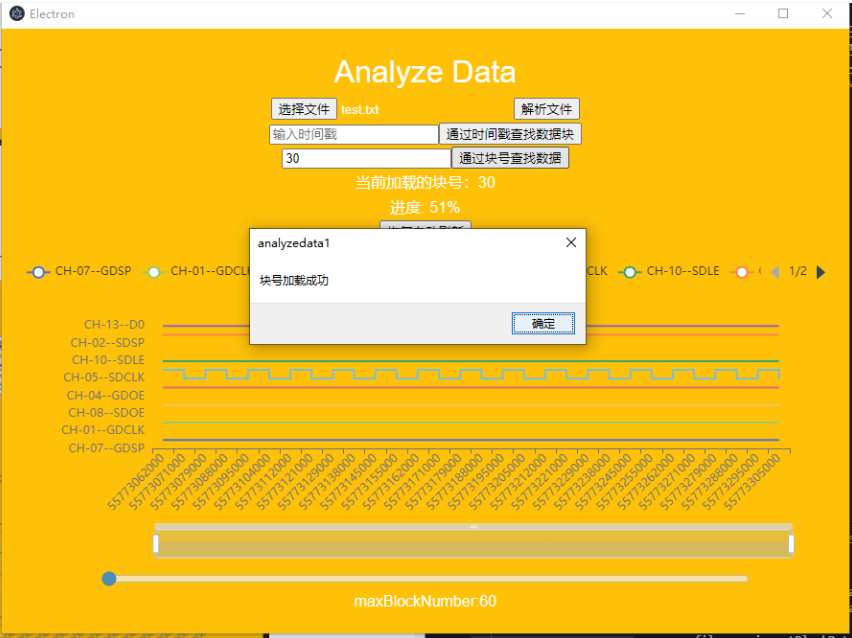 Electron
Analyze Data
选择文件 test.txt 解析文件
输入时间戳 通过时间戳查找数据块
30 通过块号查找数据
当前加载的块号：30
进度: 51%
analyzedata1
块号加载成功
确定
CH-07--GDSP CH-01--GDCL CLK CH-10--SDLE 1/2
CH-13--D0
CH-02--SDSP
CH-10--SDLE
CH-05--SDCLK
CH-04--GDOE
CH-08--SDOE
CH-01--GDCLK
CH-07--GDSP
55773062000 55773071000 55773079000 55773088000 55773095000 55773104000 55773112000 55773121000 55773129000 55773138000 55773145000 55773155000 55773162000 55773171000 55773179000 55773188000 55773195000 55773205000 55773212000 55773221000 55773229000 55773238000 55773245000 55773255000 55773262000 55773271000 55773279000 55773288000 55773295000 55773305000
maxBlockNumber:60